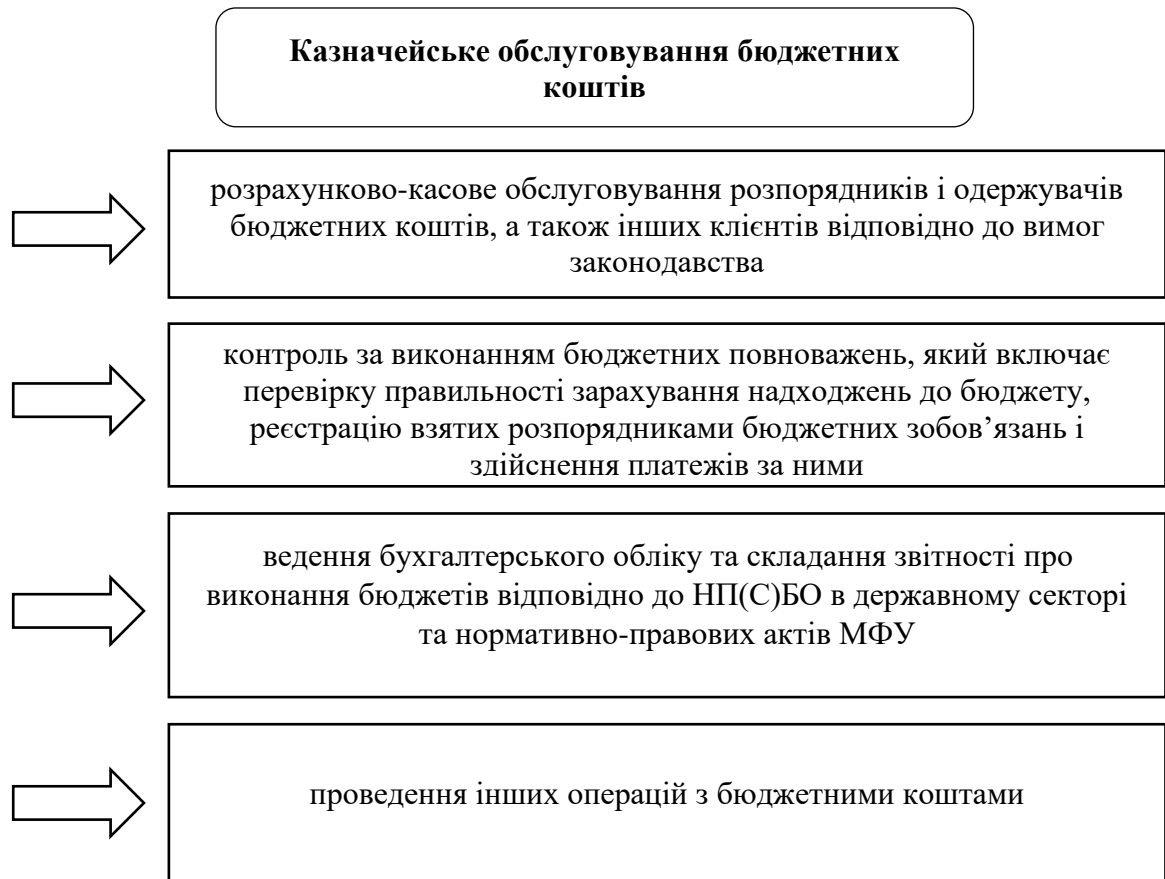 Казначейське обслуговування бюджетних
коштів
розрахунково-касове обслуговування розпорядників і одержувачів
бюджетних коштів, а також інших клієнтів відповідно до вимог
законодавства
контроль за виконанням бюджетних повноважень, який включає
перевірку правильності зарахування надходжень до бюджету,
реєстрацію взятих розпорядниками бюджетних зобов’язань і
здійснення платежів за ними
ведення бухгалтерського обліку та складання звітності про
виконання бюджетів відповідно до НП(С)БО в державному секторі
та нормативно-правових актів МФУ
проведення інших операцій з бюджетними коштами